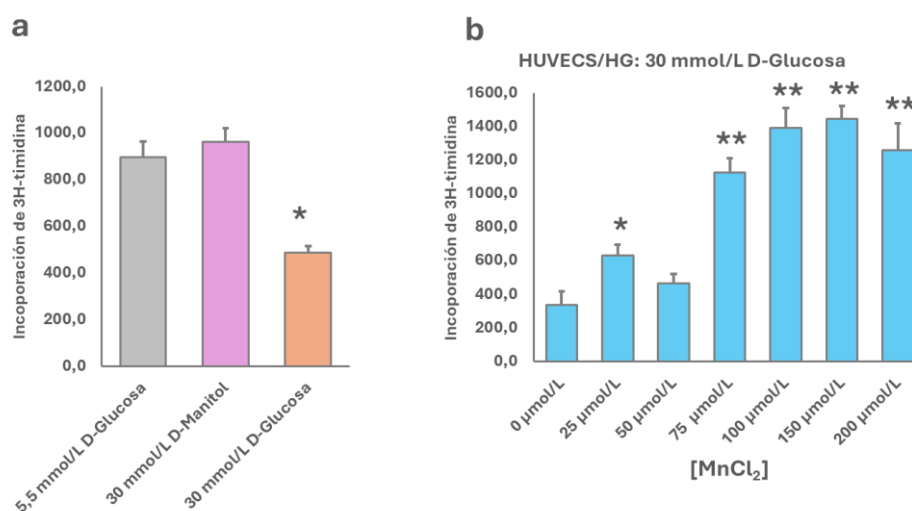 a
1200,0
1000,0
800,0
600,0
400,0
200,0
0,0
Incoporación de 3H-timidina
*
5,5 mmol/L D-Glucosa
30 mmol/L D-Manitol
30 mmol/L D-Glucosa
b
HUVECS/HG: 30 mmol/L D-Glucosa
1600,0
1400,0
1200,0
1000,0
800,0
600,0
400,0
200,0
0,0
Incoporación de 3H-timidina
*
**
**
**
**
0 µmol/L
25 µmol/L
50 µmol/L
75 µmol/L
100 µmol/L
150 µmol/L
200 µmol/L
[MnCl₂]